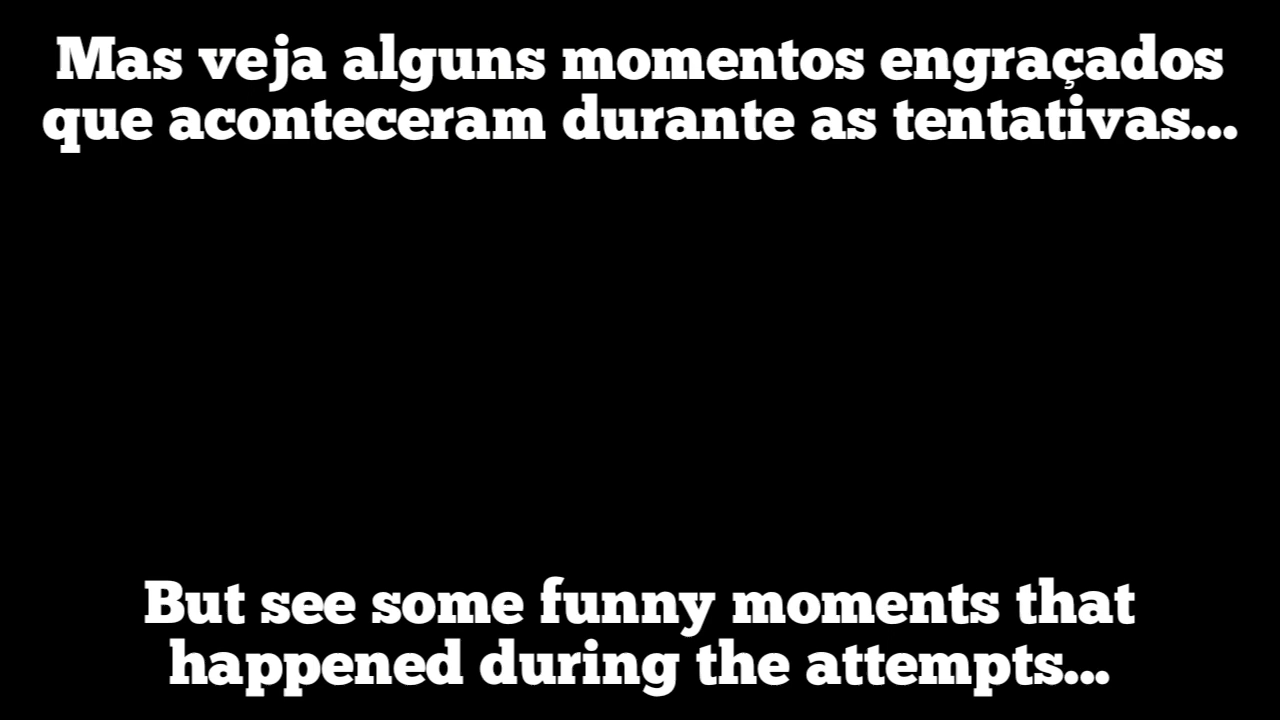 Mas veja alguns momentos engraçados
que aconteceram durante as tentativas...
But see some funny moments that
happened during the attempts...